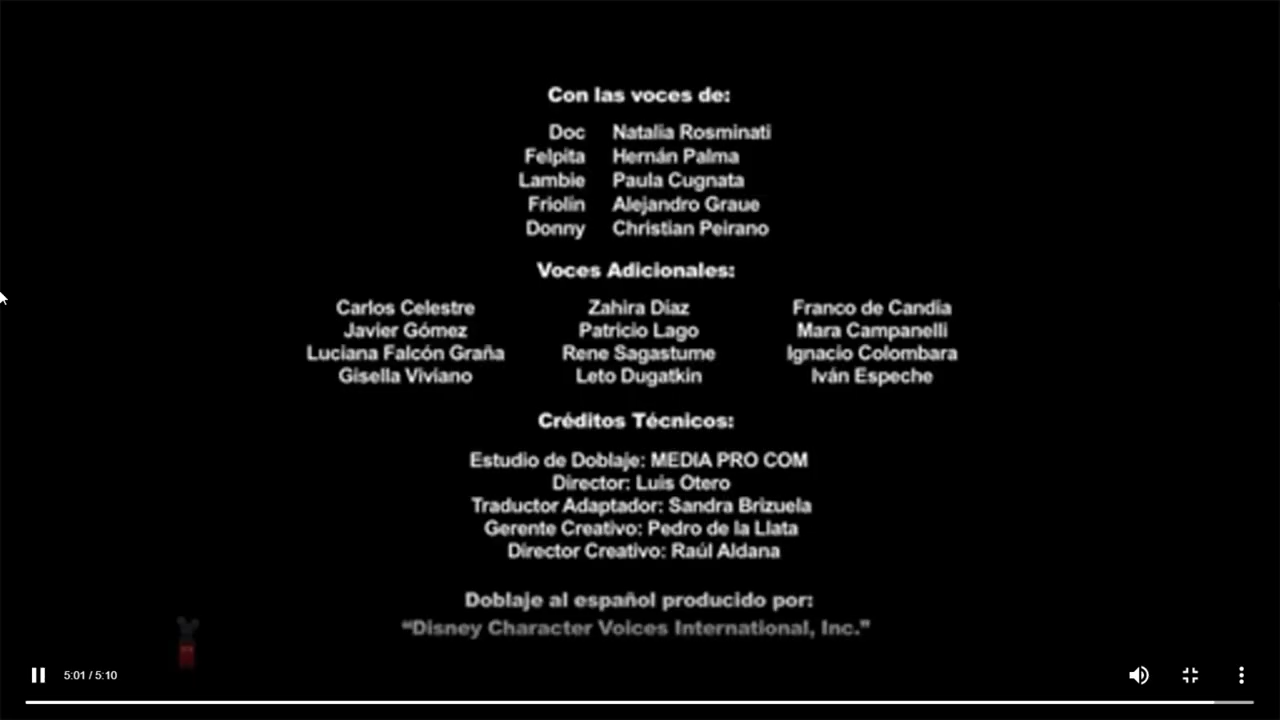 Con las voces de:
Doc Natalia Rosminati
Felpita Hernán Palma
Lambie Paula Cugnata
Friolín Alejandro Graue
Donny Christian Peirano
Voces Adicionales:
Carlos Celestre Zahira Díaz Franco de Candia
Javier Gómez Patricio Lago Mara Campanelli
Luciana Falcón Graña Rene Sagastume Ignacio Colombara
Gisella Viviano Leto Dugatkin Iván Espeche
Créditos Técnicos:
Estudio de Doblaje: MEDIA PRO COM
Director: Luis Otero
Traductor Adaptador: Sandra Brizuela
Gerente Creativo: Pedro de la Llata
Director Creativo: Raúl Aldana
Doblaje al español producido por:
“Disney Character Voices International, Inc.”
5:01 / 5:10